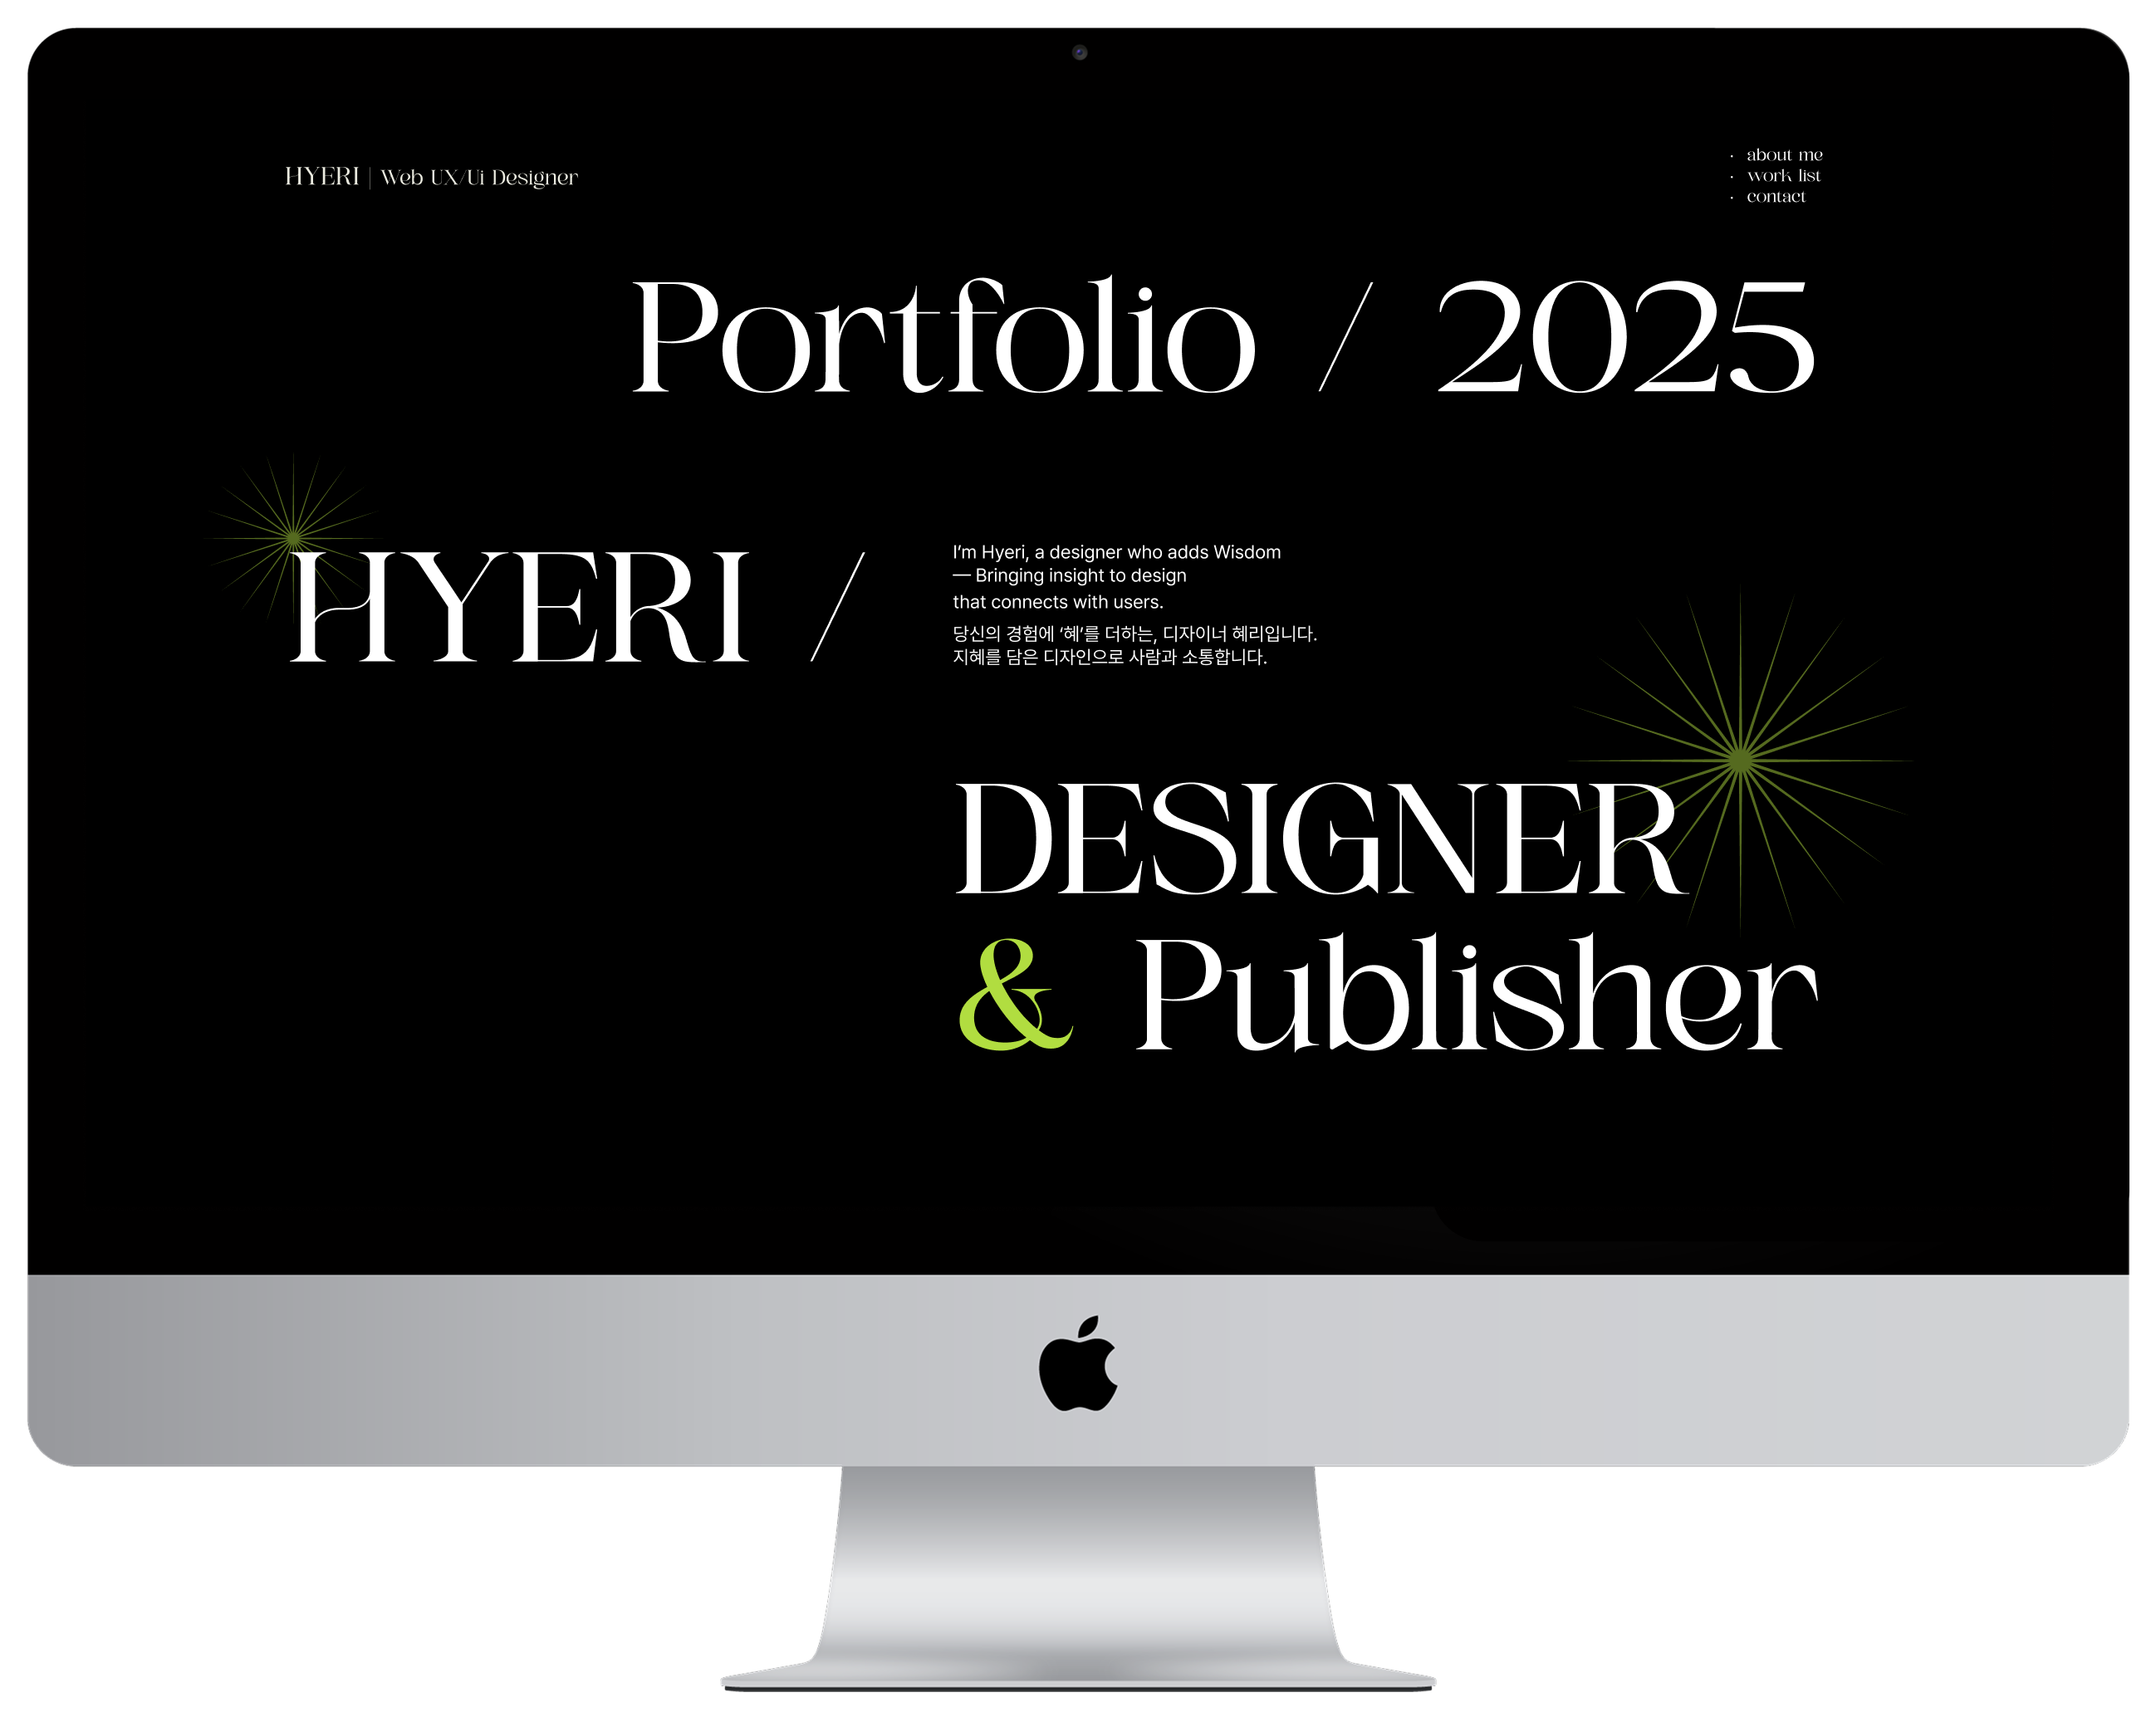 HYERI | Web UX/Ui Designer
· about me
· work list
· contact
Portfolio / 2025
HYERI /
I’m Hyeri, a designer who adds Wisdom
— Bringing insight to design
that connects with users.
당신의 경험에 ‘혜’를 더하는, 디자이너 혜리입니다.
지혜를 담은 디자인으로 사람과 소통합니다.
DESIGNER
& Publisher